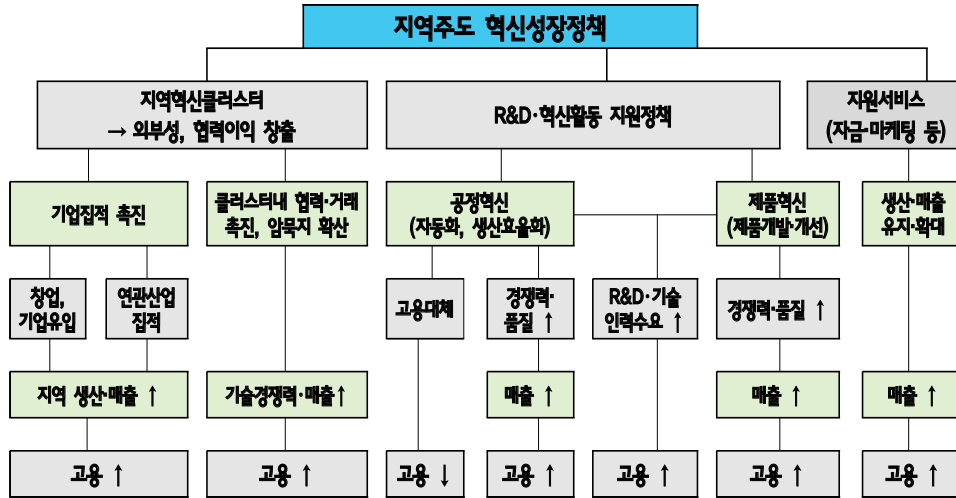 지역주도 혁신성장정책
지역혁신클러스터
→ 외부성, 협력이익 창출
R&D·혁신활동 지원정책
지원서비스
(자금·마케팅 등)
기업집적 촉진
클러스터내 협력·거래
촉진, 암묵지 확산
공정혁신
(자동화, 생산효율화)
제품혁신
(제품개발·개선)
생산·매출
유지·확대
창업,
기업유입
연관산업
집적
고용대체
경쟁력·
품질 ↑
R&D·기술
인력수요 ↑
경쟁력·품질 ↑
지역 생산·매출 ↑
기술경쟁력·매출↑
매출 ↑
매출 ↑
매출 ↑
고용 ↑
고용 ↑
고용 ↓
고용 ↑
고용 ↑
고용 ↑
고용 ↑